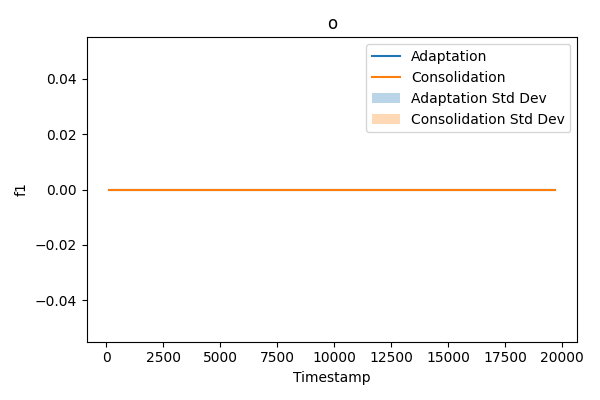 o
Adaptation
Consolidation
Adaptation Std Dev
Consolidation Std Dev
f1
0.04
0.02
0.00
−0.02
−0.04
0 2500 5000 7500 10000 12500 15000 17500 20000
Timestamp